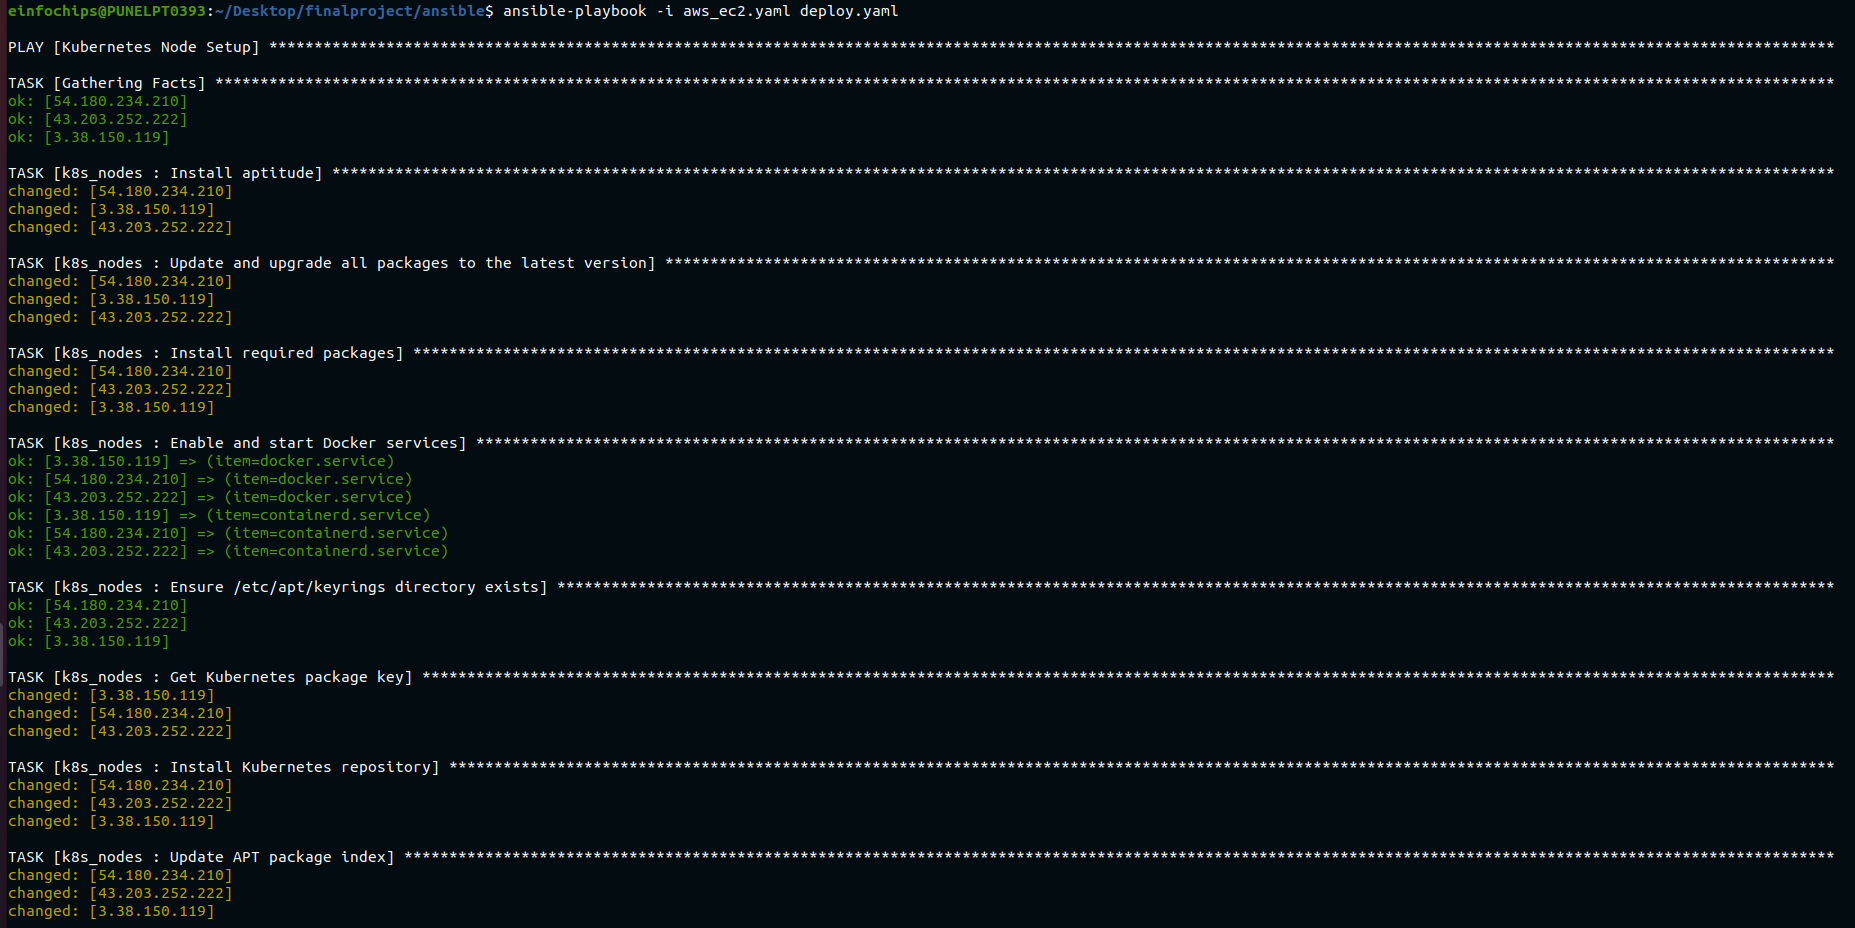 einfochips@PUNELPT0393:~/Desktop/finalproject/ansible$ ansible-playbook -i aws_ec2.yaml deploy.yaml
PLAY [Kubernetes Node Setup] ******************************************************************************************************************************************************************************
TASK [Gathering Facts] ************************************************************************************************************************************************************************************
ok: [54.180.234.210]
ok: [43.203.252.222]
ok: [3.38.150.119]
TASK [k8s_nodes : Install aptitude] ***********************************************************************************************************************************************************************
changed: [54.180.234.210]
changed: [3.38.150.119]
changed: [43.203.252.222]
TASK [k8s_nodes : Update and upgrade all packages to the latest version] **********************************************************************************************************************************
changed: [54.180.234.210]
changed: [3.38.150.119]
changed: [43.203.252.222]
TASK [k8s_nodes : Install required packages] **************************************************************************************************************************************************************
changed: [54.180.234.210]
changed: [43.203.252.222]
changed: [3.38.150.119]
TASK [k8s_nodes : Enable and start Docker services] *******************************************************************************************************************************************************
ok: [3.38.150.119] => (item=docker.service)
ok: [54.180.234.210] => (item=docker.service)
ok: [43.203.252.222] => (item=docker.service)
ok: [3.38.150.119] => (item=containerd.service)
ok: [54.180.234.210] => (item=containerd.service)
ok: [43.203.252.222] => (item=containerd.service)
TASK [k8s_nodes : Ensure /etc/apt/keyrings directory exists] **********************************************************************************************************************************************
ok: [54.180.234.210]
ok: [43.203.252.222]
ok: [3.38.150.119]
TASK [k8s_nodes : Get Kubernetes package key] *************************************************************************************************************************************************************
changed: [3.38.150.119]
changed: [54.180.234.210]
changed: [43.203.252.222]
TASK [k8s_nodes : Install Kubernetes repository] **********************************************************************************************************************************************************
changed: [54.180.234.210]
changed: [43.203.252.222]
changed: [3.38.150.119]
TASK [k8s_nodes : Update APT package index] ***************************************************************************************************************************************************************
changed: [54.180.234.210]
changed: [43.203.252.222]
changed: [3.38.150.119]